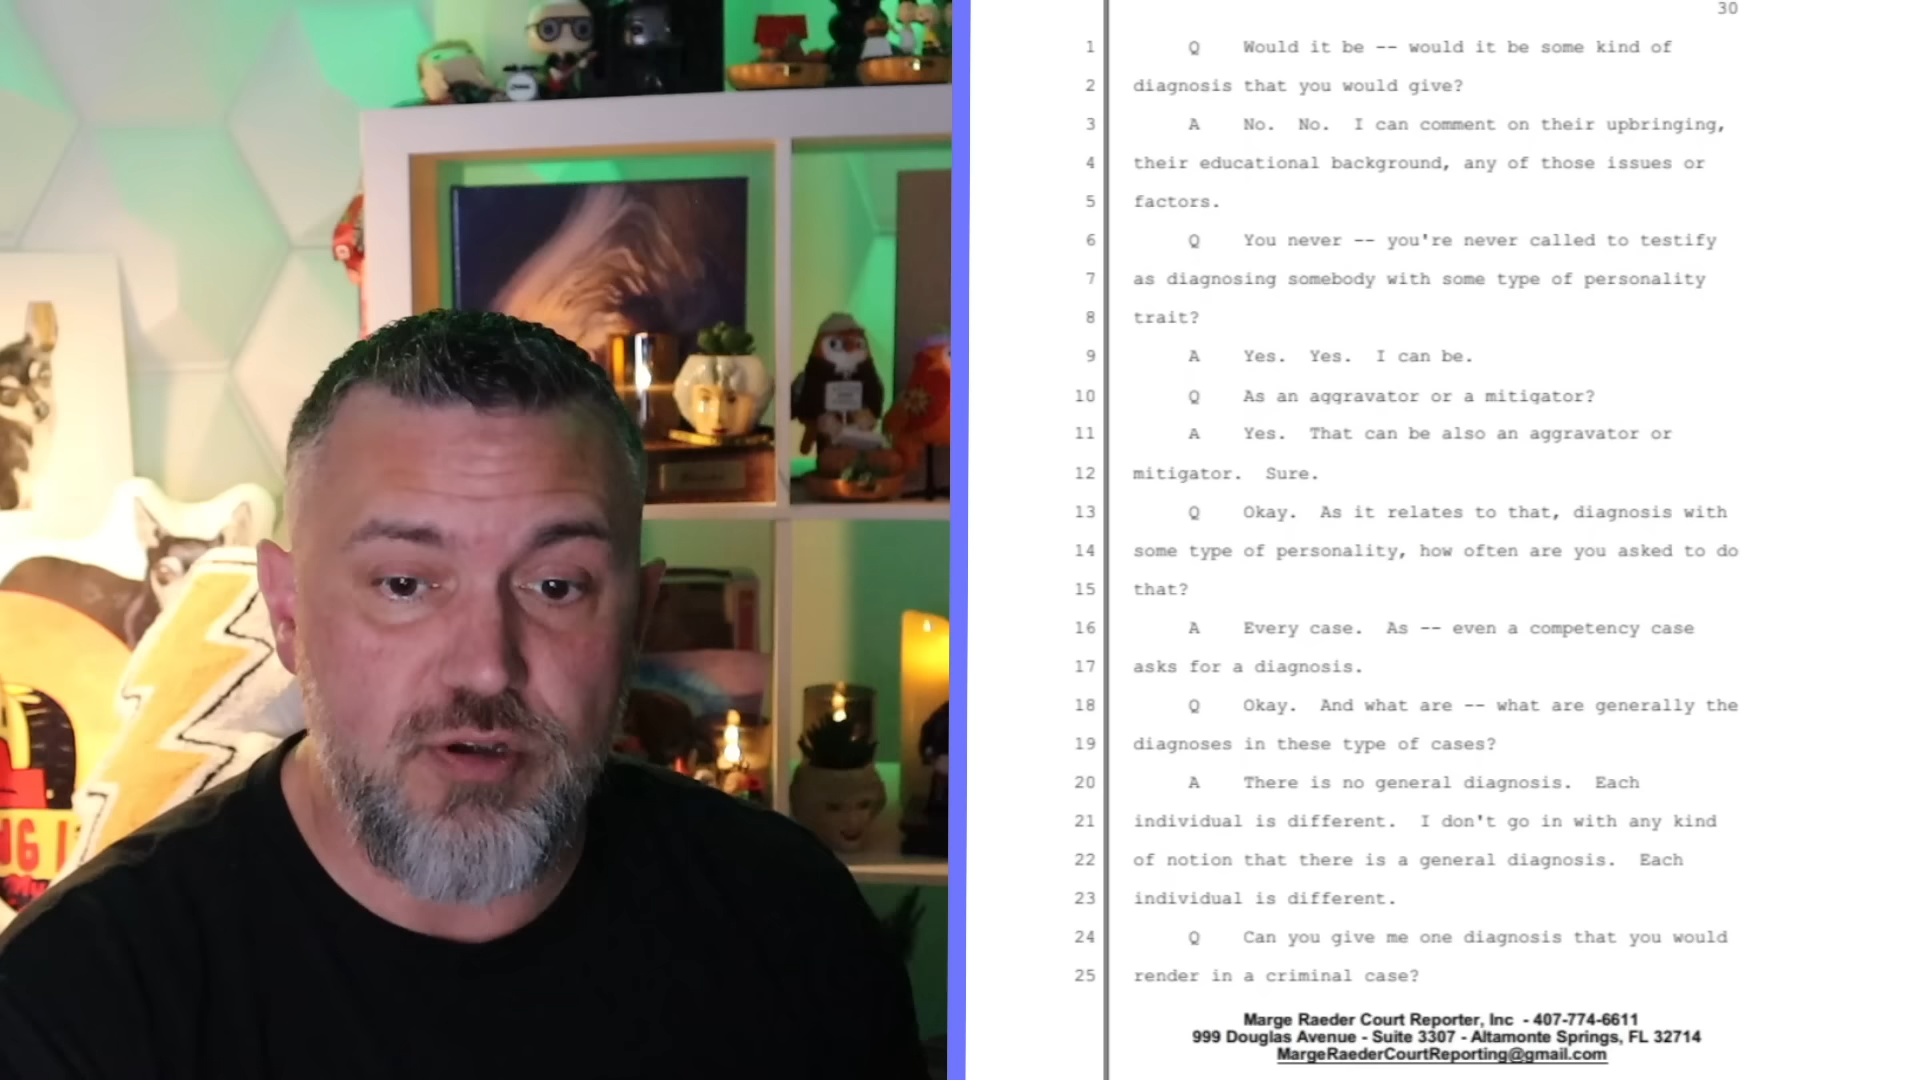 30
1 Q Would it be -- would it be some kind of
2 diagnosis that you would give?
3 A No. No. I can comment on their upbringing,
4 their educational background, any of those issues or
5 factors.
6 Q You never -- you're never called to testify
7 as diagnosing somebody with some type of personality
8 trait?
9 A Yes. Yes. I can be.
10 Q As an aggravator or a mitigator?
11 A Yes. That can be also an aggravator or
12 mitigator. Sure.
13 Q Okay. As it relates to that, diagnosis with
14 some type of personality, how often are you asked to do
15 that?
16 A Every case. As -- even a competency case
17 asks for a diagnosis.
18 Q Okay. And what are -- what are generally the
19 diagnoses in these type of cases?
20 A There is no general diagnosis. Each
21 individual is different. I don't go in with any kind
22 of notion that there is a general diagnosis. Each
23 individual is different.
24 Q Can you give me one diagnosis that you would
25 render in a criminal case?
Marge Raeder Court Reporter, Inc - 407-774-6611
999 Douglas Avenue - Suite 3307 - Altamonte Springs, FL 32714
MargeRaederCourtReporting@gmail.com